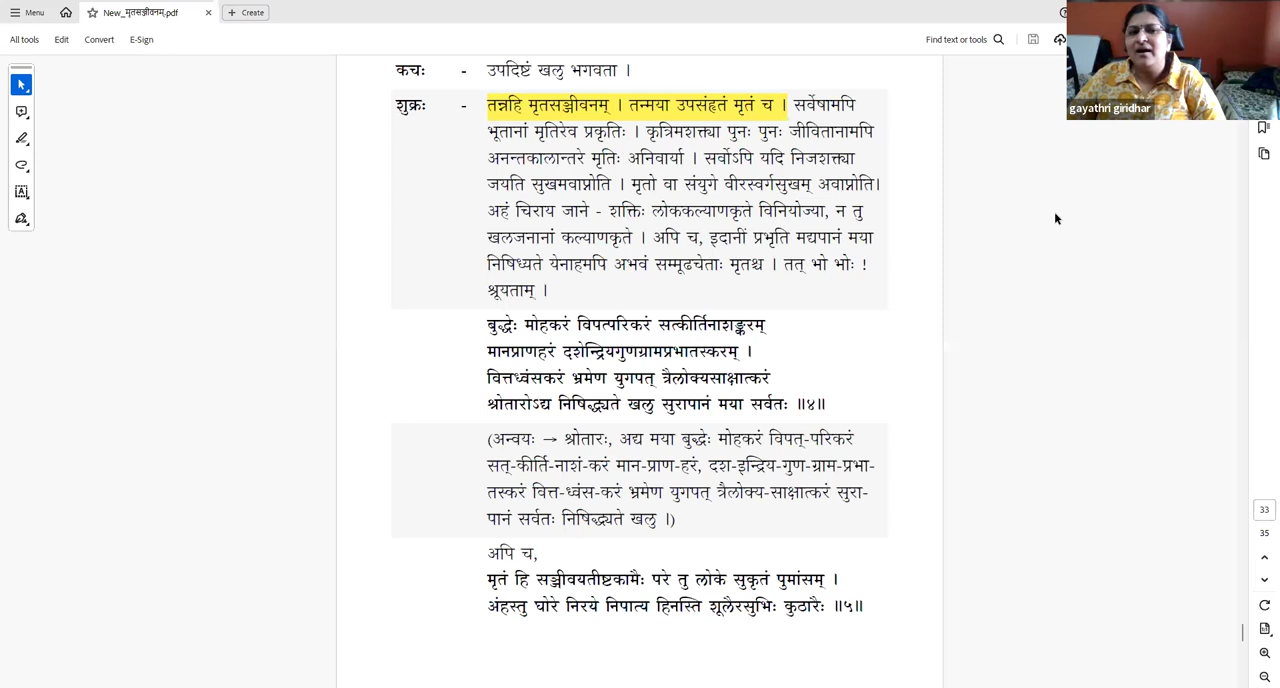 Menu
New_मृतसञ्जीवनम्.pdf
Create
All tools
Edit
Convert
E-Sign
Find text or tools
gayathri giridhar
कचः - उपदिष्टं खलु भगवता ।
शुक्रः - तन्नहि मृतसञ्जीवनम् । तन्मया उपसंहृतं मृतं च । सर्वेषामपि
भूतानां मृतिरेव प्रकृतिः । कृत्रिमशक्त्या पुनः पुनः जीवितानामपि
अनन्तकालान्तरे मृतिः अनिवार्या । सर्वोऽपि यदि निजशक्त्या
जयति सुखमवाप्नोति । मृतो वा संयुगे वीरस्वर्गसुखम् अवाप्नोति।
अहं चिराय जाने - शक्तिः लोककल्याणकृते विनियोज्या, न तु
खलजनानां कल्याणकृते । अपि च, इदानीं प्रभृति मद्यपानं मया
निषिध्यते येनाहमपि अभवं सम्मूढचेताः मृतश्च । तत् भो भोः !
श्रूयताम् ।
बुद्धेः मोहकरं विपत्परिकरं सत्कीर्तिनाशङ्करम्
मानप्राणहरं दशेन्द्रियगुणग्रामप्रभातस्करम् ।
वित्तध्वंसकरं भ्रमेण युगपत् त्रैलोक्यसाक्षात्करं
श्रोतारोऽद्य निषिद्ध्यते खलु सुरापानं मया सर्वतः ॥४॥
(अन्वयः → श्रोतारः, अद्य मया बुद्धेः मोहकरं विपत्-परिकरं
सत्-कीर्ति-नाशं-करं मान-प्राण-हरं, दश-इन्द्रिय-गुण-ग्राम-प्रभा-
तस्करं वित्त-ध्वंस-करं भ्रमेण युगपत् त्रैलोक्य-साक्षात्करं सुरा-
पानं सर्वतः निषिद्ध्यते खलु ।)
अपि च,
मृतं हि सञ्जीवयतीष्टकामैः परे तु लोके सुकृतं पुमांसम् ।
अंहस्तु घोरे निरये निपात्य हिनस्ति शूलैरसुभिः कुठारैः ॥५॥
33
35